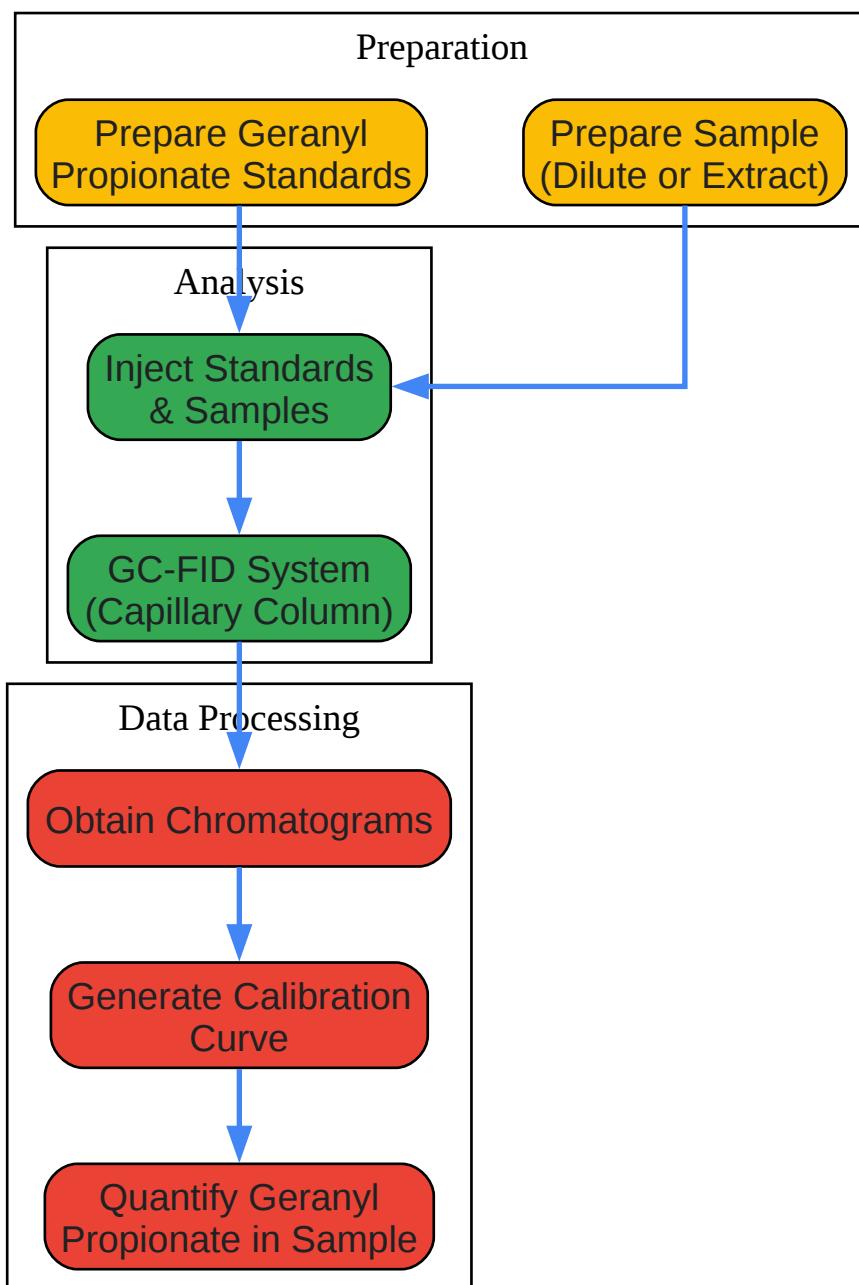 Preparation
Prepare Geranyl
Propionate Standards
Prepare Sample
(Dilute or Extract)
Analysis
Inject Standards
& Samples
GC-FID System
(Capillary Column)
Data Processing
Obtain Chromatograms
Generate Calibration
Curve
Quantify Geranyl
Propionate in Sample